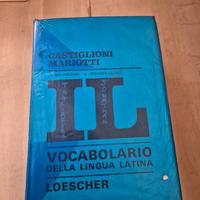 CASTIGLIONI
MARIOTTI
IL
VOCABOLARIO
DELLA LINGUA LATINA
LOESCHER